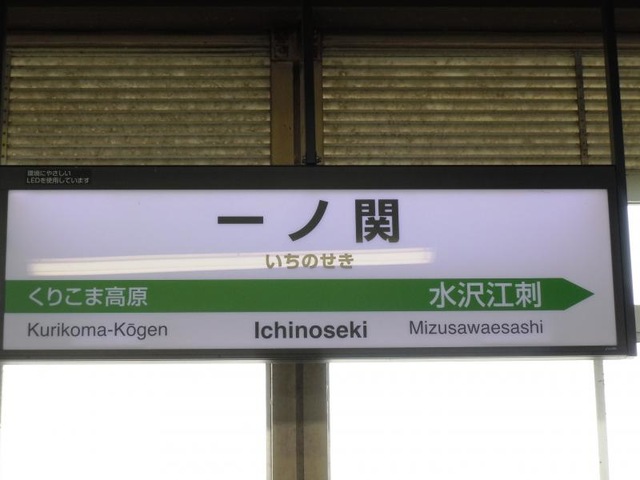 環境にやさしい
LEDを使用しています
一ノ関
いちのせき
くりこま高原 水沢江刺
Kurikoma-Kōgen Ichinoseki Mizusawaesashi